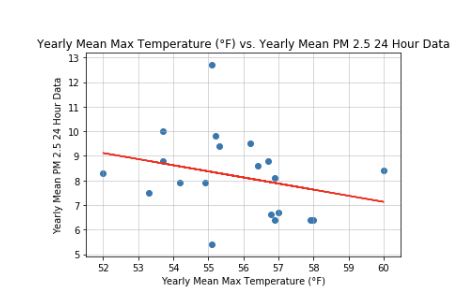 Yearly Mean Max Temperature (°F) vs. Yearly Mean PM 2.5 24 Hour Data
Yearly Mean PM 2.5 24 Hour Data
13
12
11
10
9
8
7
6
5
52 53 54 55 56 57 58 59 60
Yearly Mean Max Temperature (°F)